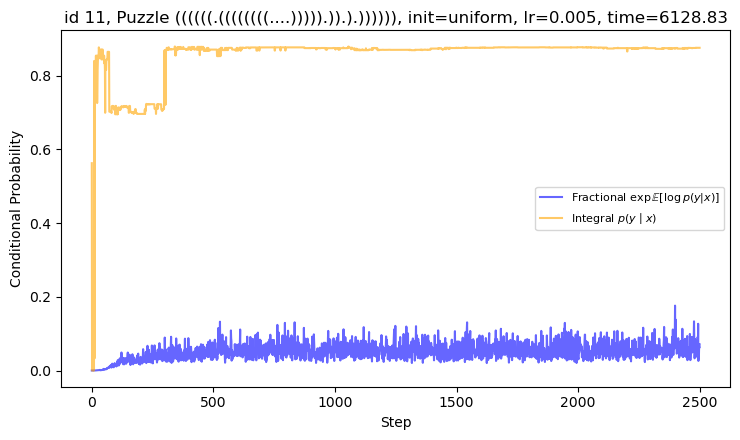 id 11, Puzzle ((((((.((((((((....))))).)).).)))))), init=uniform, lr=0.005, time=6128.83
Conditional Probability
0.8
0.6
0.4
0.2
0.0
Fractional exp𝔼[log p(y|x)]
Integral p(y | x)
0
500
1000
1500
2000
2500
Step